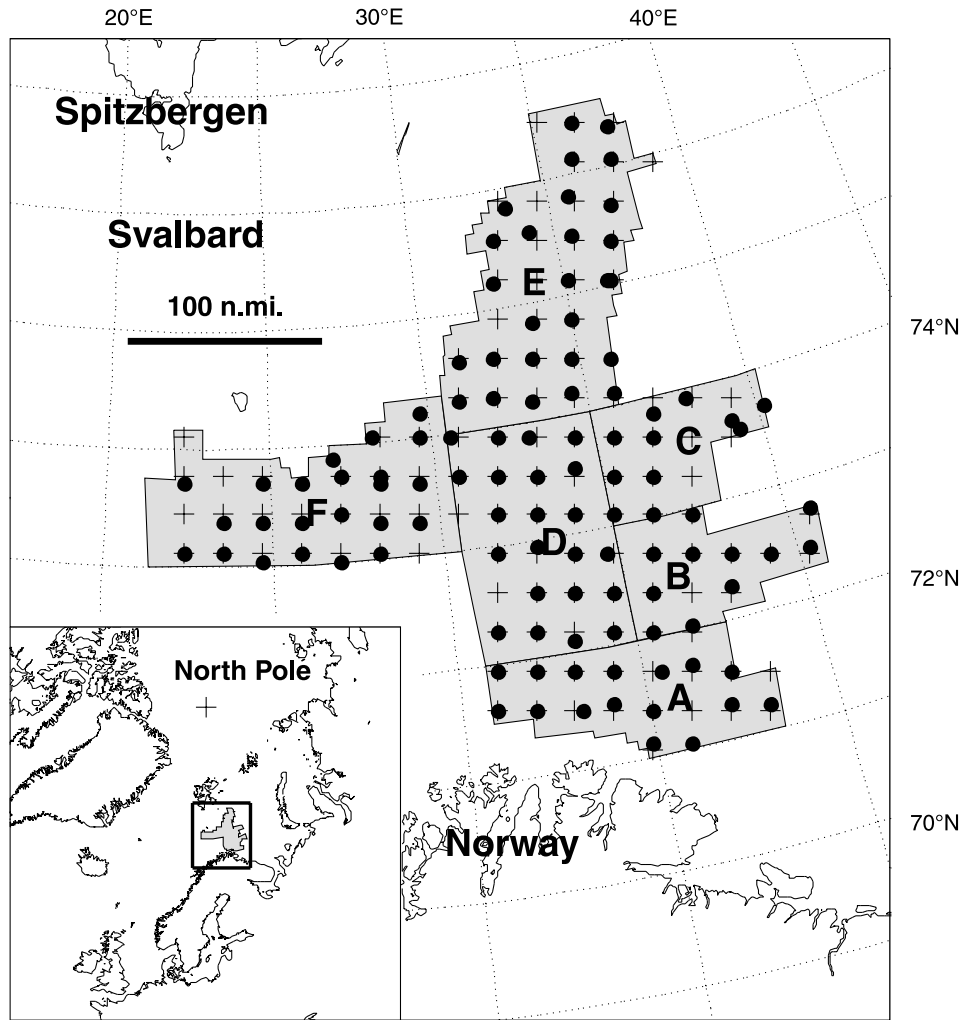 20°E 30°E 40°E
Spitzbergen
Svalbard
E
100 n.mi.
74°N
C
F
D
72°N
B
North Pole
A
70°N
Norway